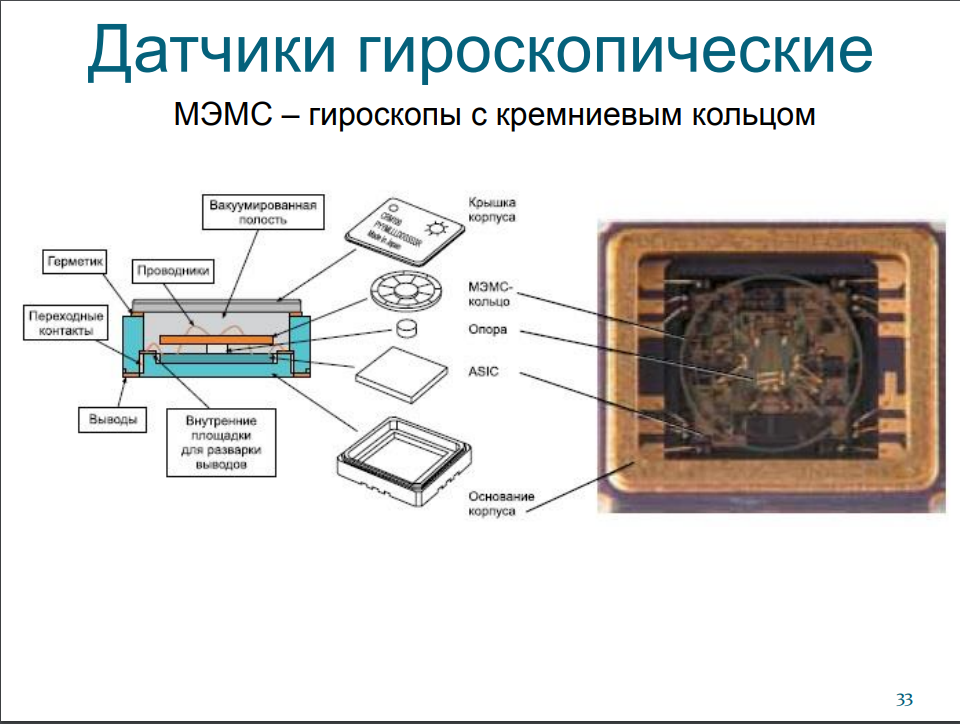 Датчики гироскопические
МЭМС – гироскопы с кремниевым кольцом
Вакуумированная
полость
Герметик
Проводники
Переходные
контакты
Выводы
Внутренние
площадки
для разварки
выводов
Made in Japan
Крышка
корпуса
МЭМС-
кольцо
Опора
ASIC
Основание
корпуса
33